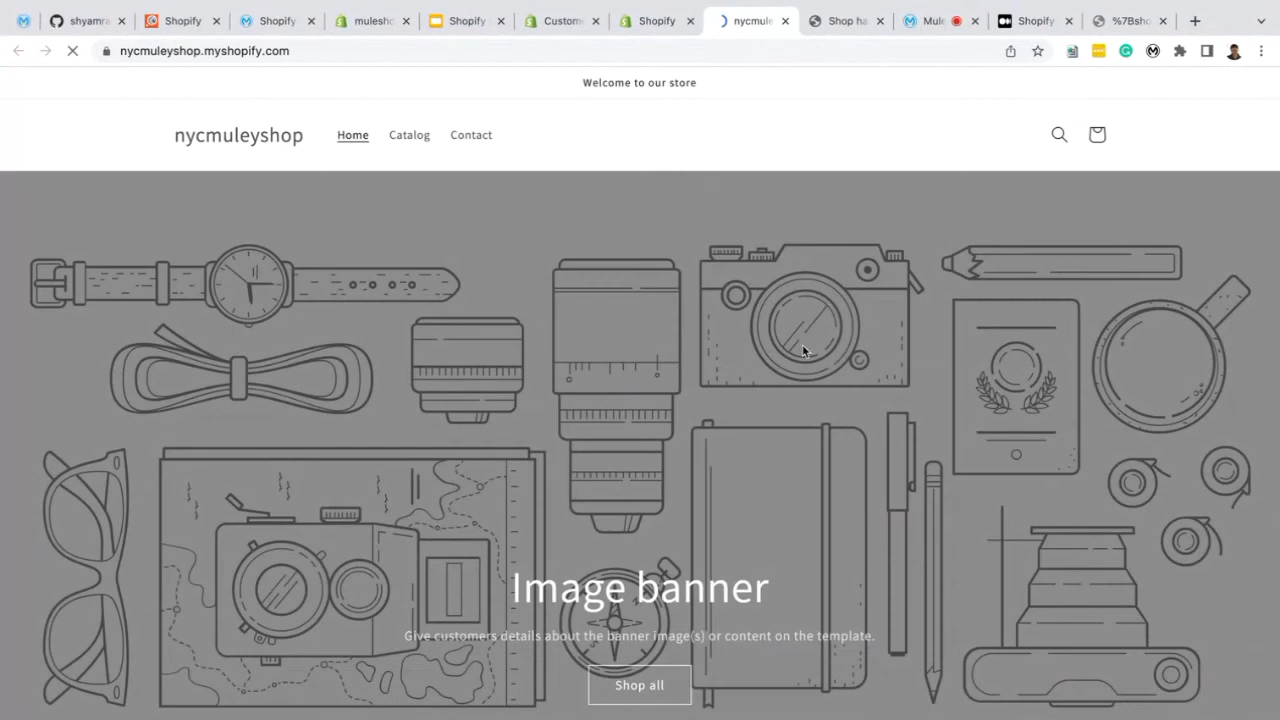 shyamra
Shopify
Shopify
mulesho
Shopify
Custome
Shopify
nycmule
Shop ha
Mule
Shopify
%7Bsho
nycmuleyshop.myshopify.com
Welcome to our store
nycmuleyshop Home Catalog Contact
Image banner
Give customers details about the banner image(s) or content on the template.
Shop all